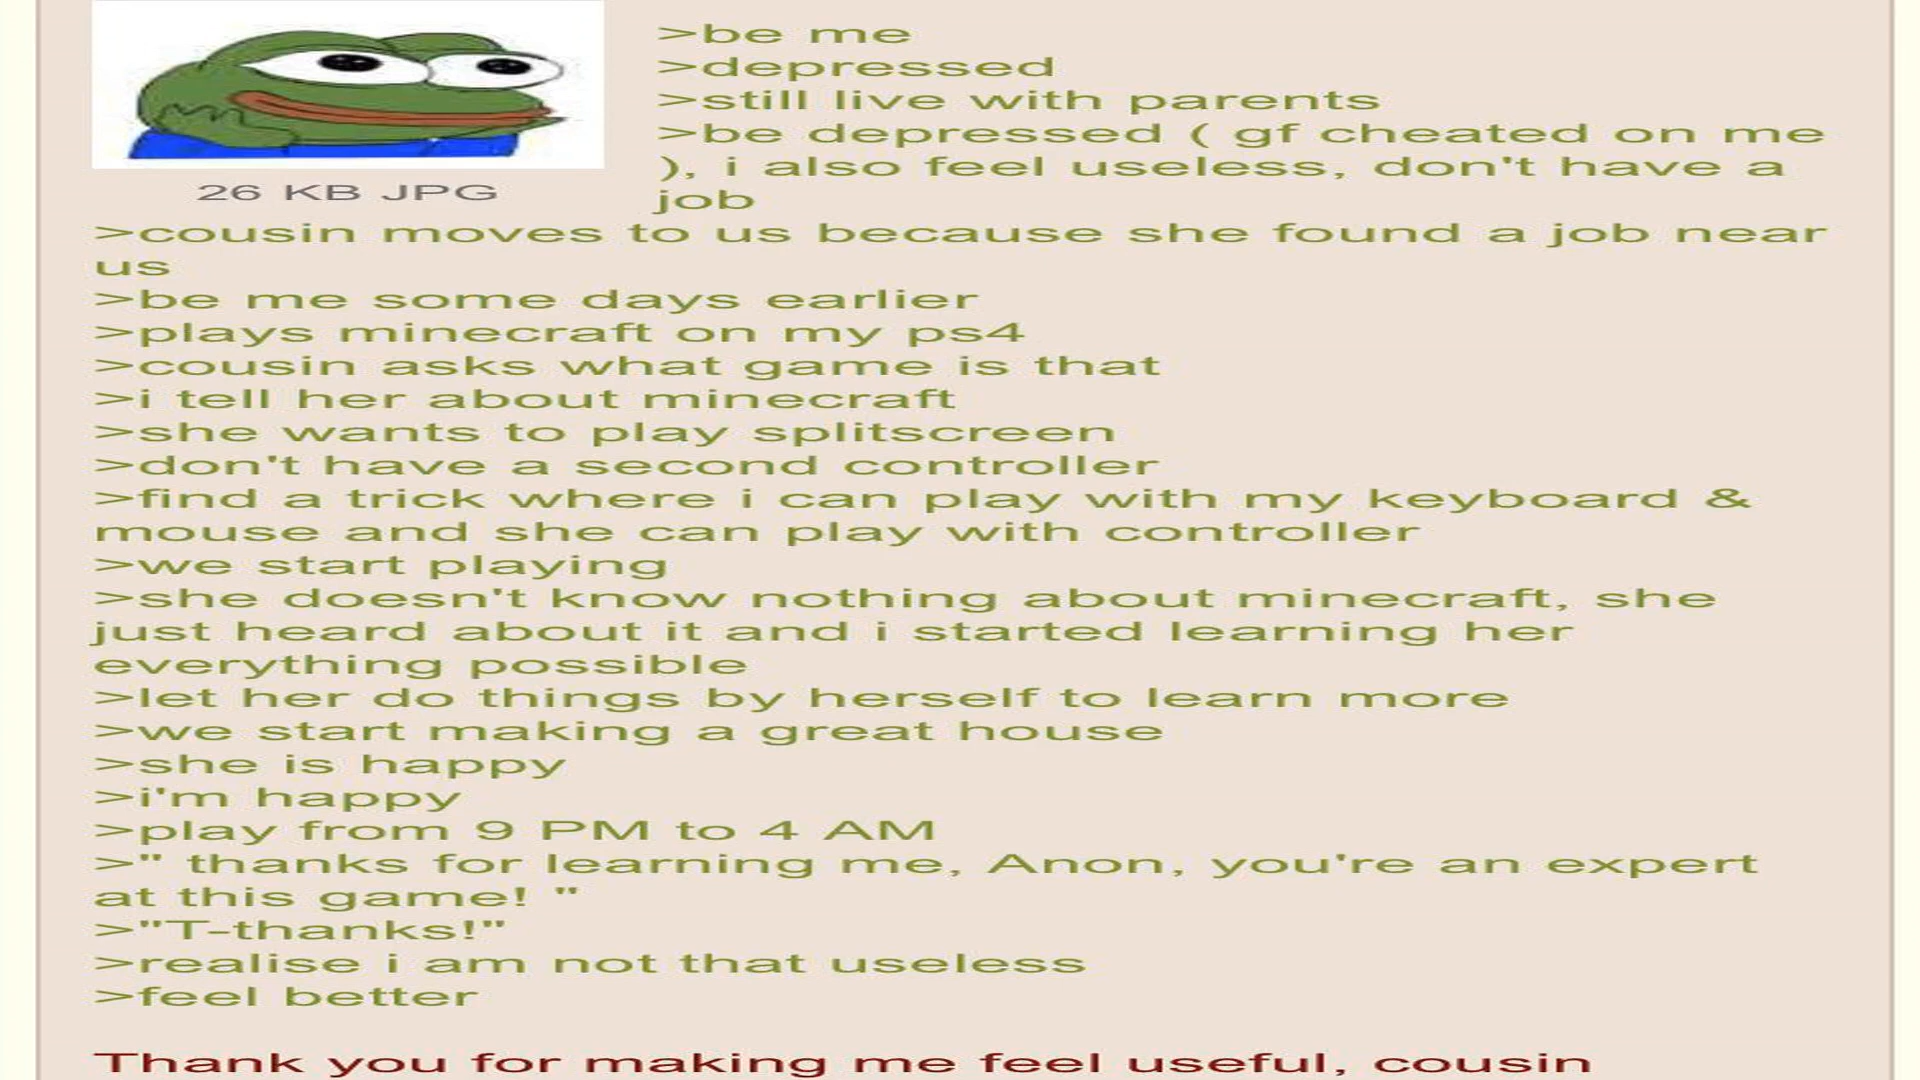 >be me
>depressed
>still live with parents
>be depressed ( gf cheated on me
), i also feel useless, don't have a
job
26 KB JPG
>cousin moves to us because she found a job near
us
>be me some days earlier
>plays minecraft on my ps4
>cousin asks what game is that
>i tell her about minecraft
>she wants to play splitscreen
>don't have a second controller
>find a trick where i can play with my keyboard &
mouse and she can play with controller
>we start playing
>she doesn't know nothing about minecraft, she
just heard about it and i started learning her
everything possible
>let her do things by herself to learn more
>we start making a great house
>she is happy
>i'm happy
>play from 9 PM to 4 AM
>" thanks for learning me, Anon, you're an expert
at this game! "
>"T-thanks!"
>realise i am not that useless
>feel better
Thank you for making me feel useful, cousin